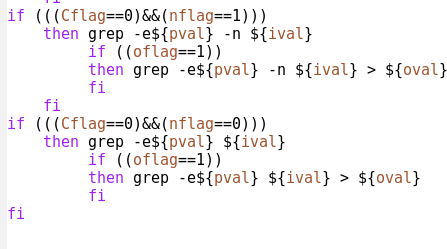 fi
if (((Cflag==0)&&(nflag==1)))
then grep -e${pval} -n ${ival}
if ((oflag==1))
then grep -e${pval} -n ${ival} > ${oval}
fi
fi
if (((Cflag==0)&&(nflag==0)))
then grep -e${pval} ${ival}
if ((oflag==1))
then grep -e${pval} ${ival} > ${oval}
fi
fi